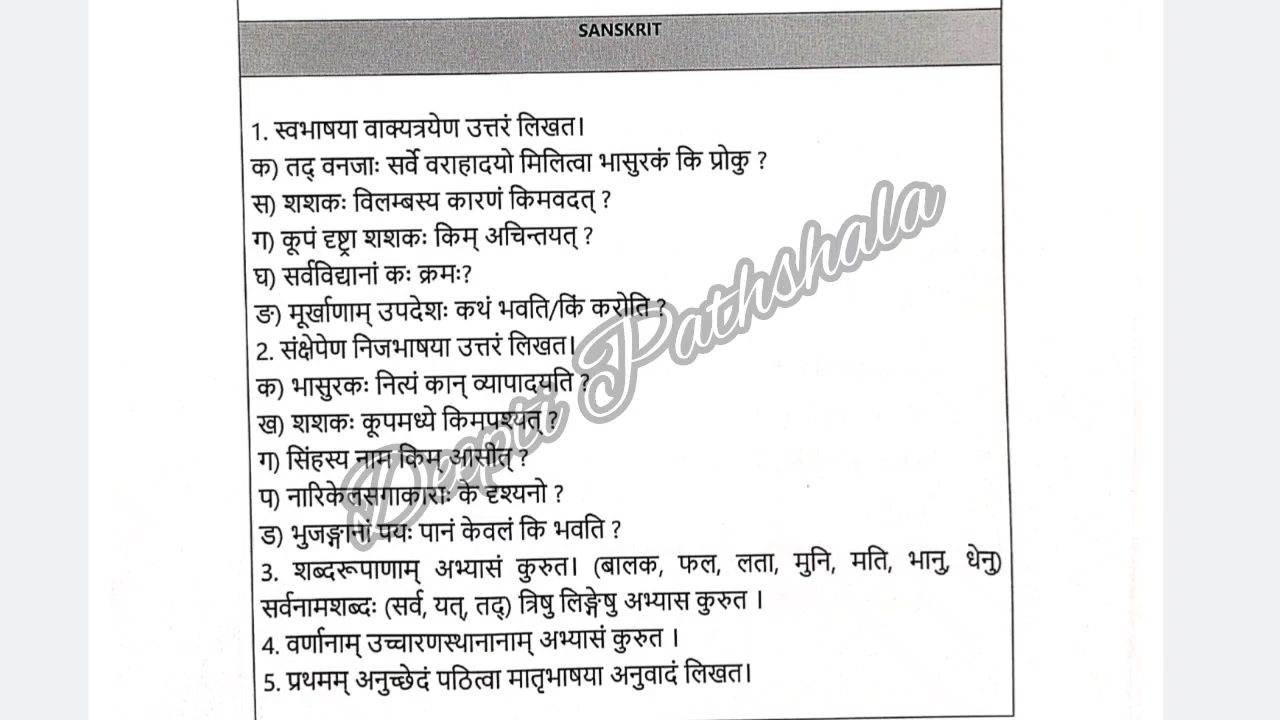 SANSKRIT
1. स्वभाषया वाक्यत्रयेण उत्तरं लिखत।
क) तद् वनजाः सर्वे वराहादयो मिलित्वा भासुरकं कि प्रोकु ?
स) शशकः विलम्बस्य कारणं किमवदत् ?
ग) कूपं दृष्ट्रा शशकः किम् अचिन्तयत् ?
घ) सर्वविद्यानां कः क्रमः?
ङ) मूर्खाणाम् उपदेशः कथं भवति/किं करोति ?
2. संक्षेपेण निजभाषया उत्तरं लिखत।
क) भासुरकः नित्यं कान् व्यापादयति ?
ख) शशकः कूपमध्ये किमपश्यत् ?
ग) सिंहस्य नाम किम् आसीत् ?
प) नारिकेलसगाकाराः के दृश्यनो ?
ड) भुजङ्गानां पयः पानं केवलं कि भवति ?
3. शब्दरूपाणाम् अभ्यासं कुरुत। (बालक, फल, लता, मुनि, मति, भानु, धेनु)
सर्वनामशब्दः (सर्व, यत्, तद्) त्रिषु लिङ्गेषु अभ्यास कुरुत ।
4. वर्णानाम् उच्चारणस्थानानाम् अभ्यासं कुरुत ।
5. प्रथमम् अनुच्छेदं पठित्वा मातृभाषया अनुवादं लिखत।
Deepti Pathshala